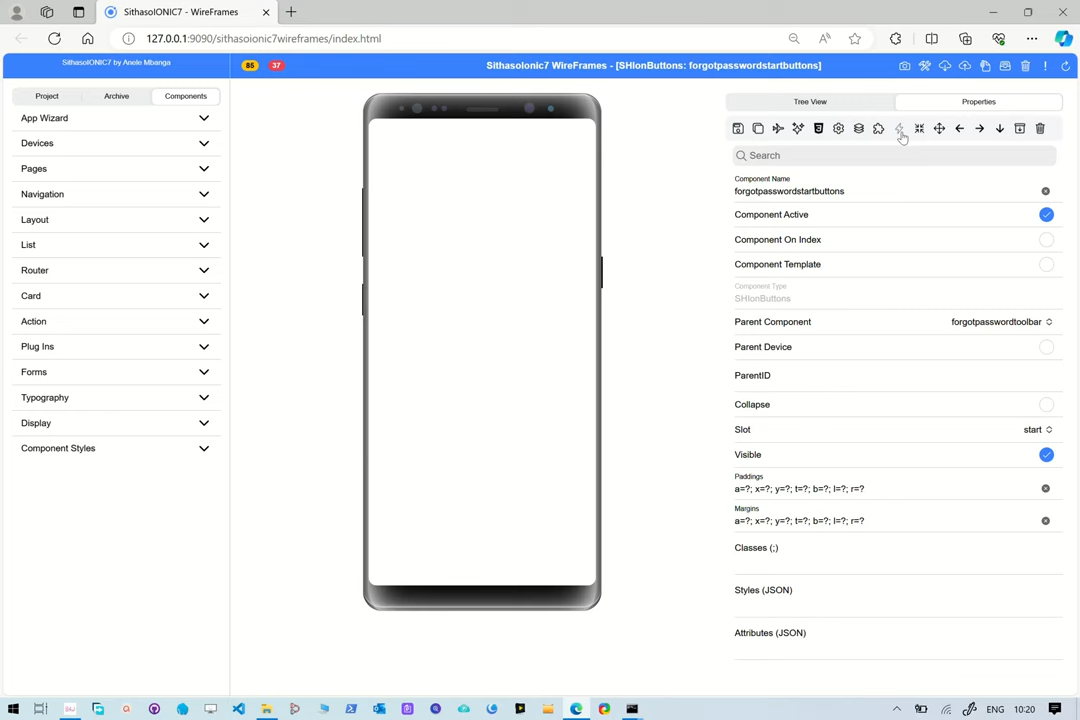 SithasoIONIC7 - WireFrames
127.0.0.1:9090/sithasoionic7wireframes/index.html
SithasoIONIC7 by Anele Mbanga
85
37
SithasoIonic7 WireFrames - [SHIonButtons: forgotpasswordstartbuttons]
Project
Archive
Components
App Wizard
Devices
Pages
Navigation
Layout
List
Router
Card
Action
Plug Ins
Forms
Typography
Display
Component Styles
Tree View
Properties
Search
Component Name
forgotpasswordstartbuttons
Component Active
Component On Index
Component Template
Component Type
SHIonButtons
Parent Component
forgotpasswordtoolbar
Parent Device
ParentID
Collapse
Slot
start
Visible
Paddings
a=?; x=?; y=?; t=?; b=?; l=?; r=?
Margins
a=?; x=?; y=?; t=?; b=?; l=?; r=?
Classes (;)
Styles (JSON)
Attributes (JSON)
ENG
10:20